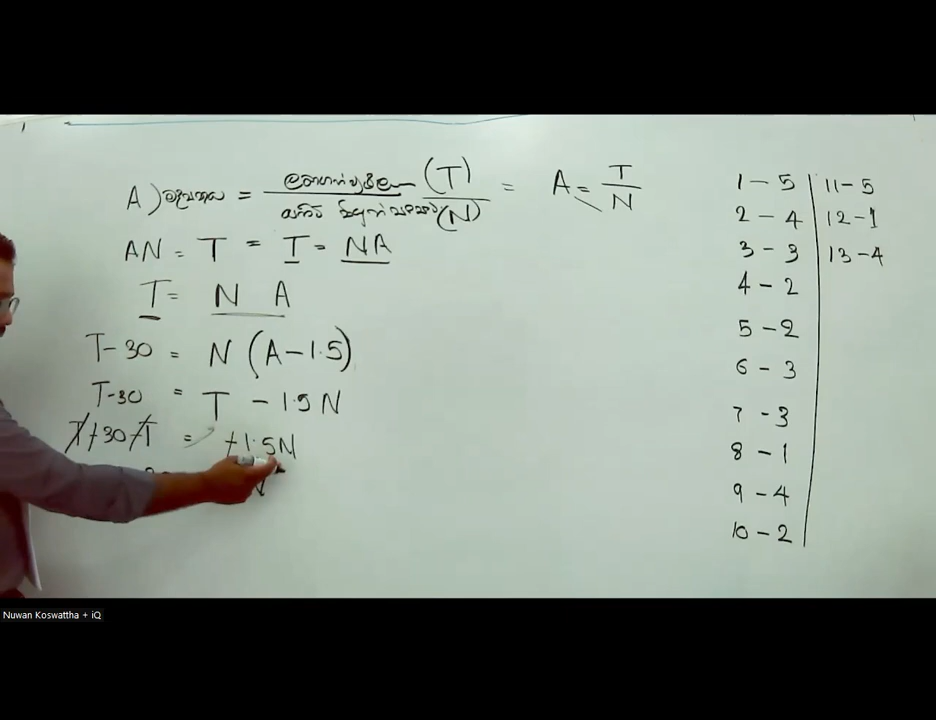 A) = (T) / (N) = A = T / N
AN = T = T = NA
T = N A
T-30 = N (A-1.5)
T-30 = T - 1.5 N
T+30-T = +1.5N
1 - 5
2 - 4
3 - 3
4 - 2
5 - 2
6 - 3
7 - 3
8 - 1
9 - 4
10 - 2
11 - 5
12 - 1
13 - 4
Nuwan Koswattha + iQ